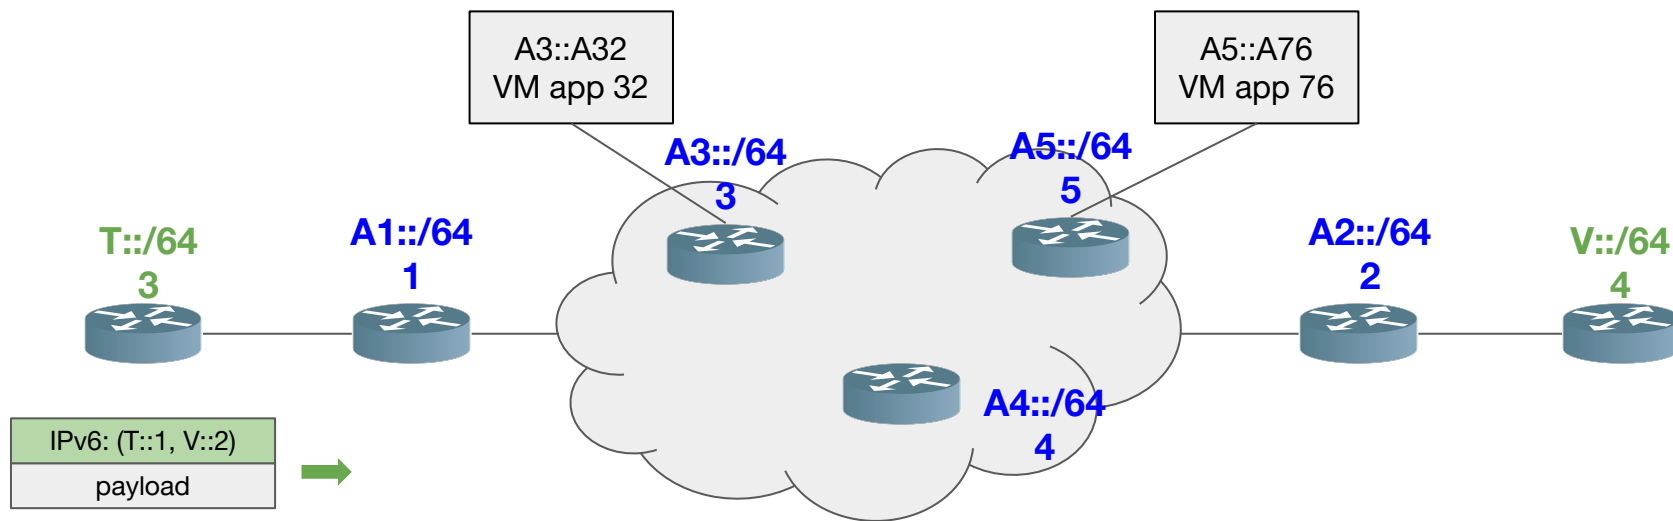 A3::A32
VM app 32
A5::A76
VM app 76
A3::/64
3
A5::/64
5
T::/64
3
A1::/64
1
A2::/64
2
V::/64
4
A4::/64
4
IPv6: (T::1, V::2)
payload